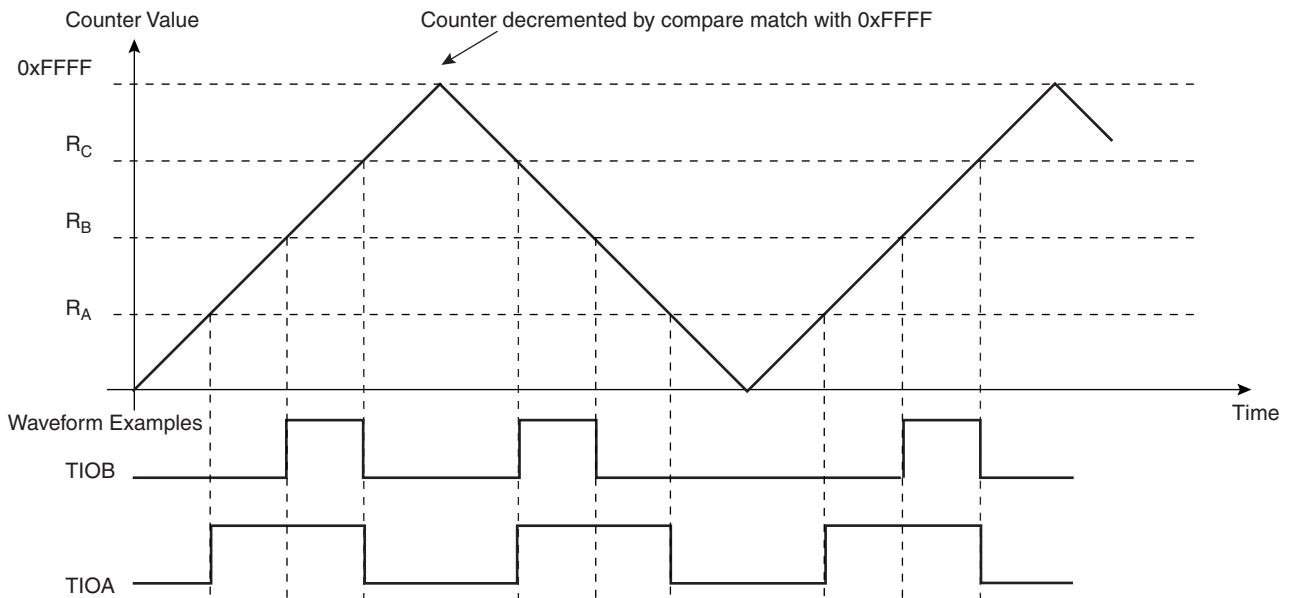 Counter Value
Counter decremented by compare match with 0xFFFF
0xFFFF
RC
RB
RA
Time
Waveform Examples
TIOB
TIOA